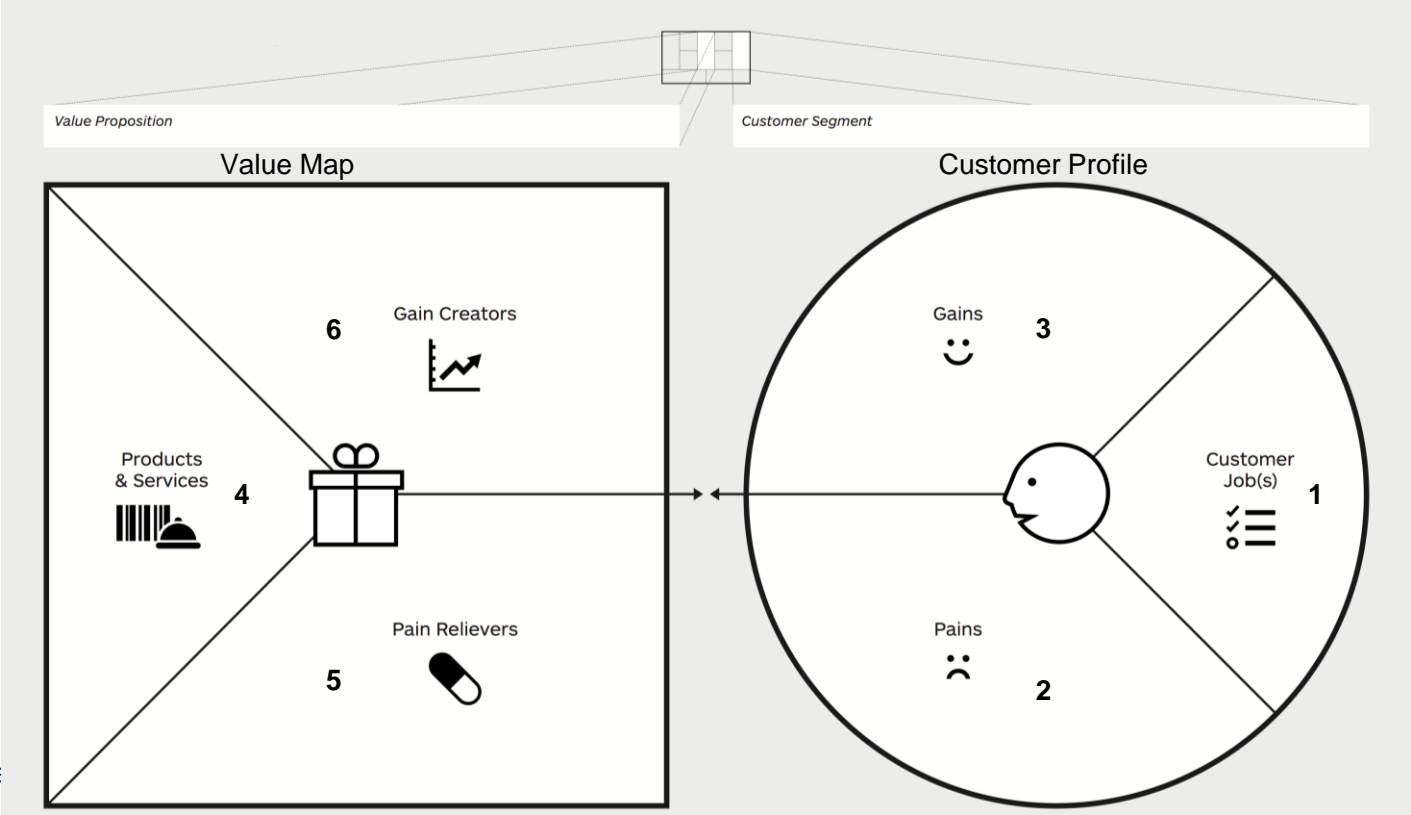 Value Proposition
Customer Segment
Value Map
Customer Profile
6
Gain Creators
Products
& Services
4
5
Pain Relievers
Gains
3
Customer
Job(s)
1
Pains
2